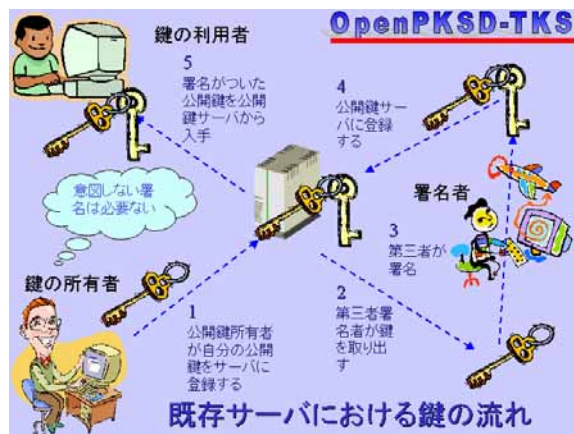 OpenPKSD-TKS
鍵の利用者
5
署名がついた
公開鍵を公開
鍵サーバから
入手
4
公開鍵サー
バに登録
する
意図しない署
名は必要ない
署名者
3
第三者が
署名
鍵の所有者
1
公開鍵所有者
が自分の公開
鍵をサーバに
登録する
2
第三者署
名者が鍵
を取り出
す
既存サーバにおける鍵の流れ